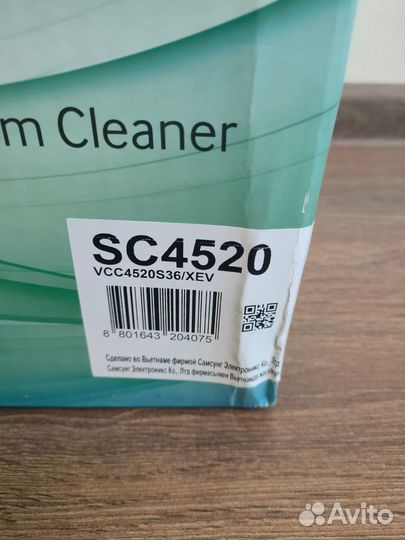 m Cleaner
SC4520
VCC4520S36/XEV
8 801643 204075
Сделано во Вьетнаме фирмой Самсунг Электроникс Ко., Лтд
Самсунг Электроникс Ко., Лтд фирмасымен Вьетнамда
Avito